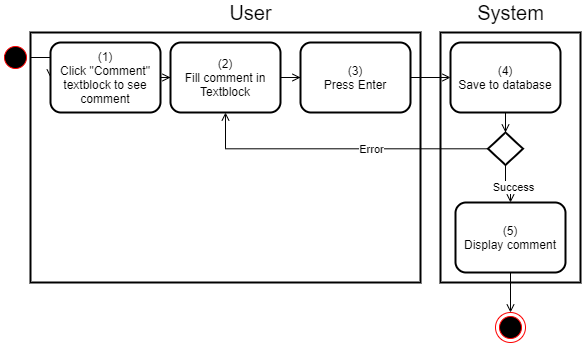 User
System
(1)
Click "Comment"
textblock to see
comment
(2)
Fill comment in
Textblock
(3)
Press Enter
(4)
Save to database
Error
Success
(5)
Display comment